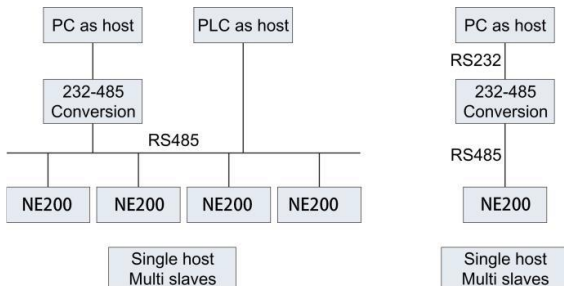 PC as host
PLC as host
232-485
Conversion
RS485
NE200
NE200
NE200
NE200
Single host
Multi slaves
PC as host
RS232
232-485
Conversion
RS485
NE200
Single host
Multi slaves